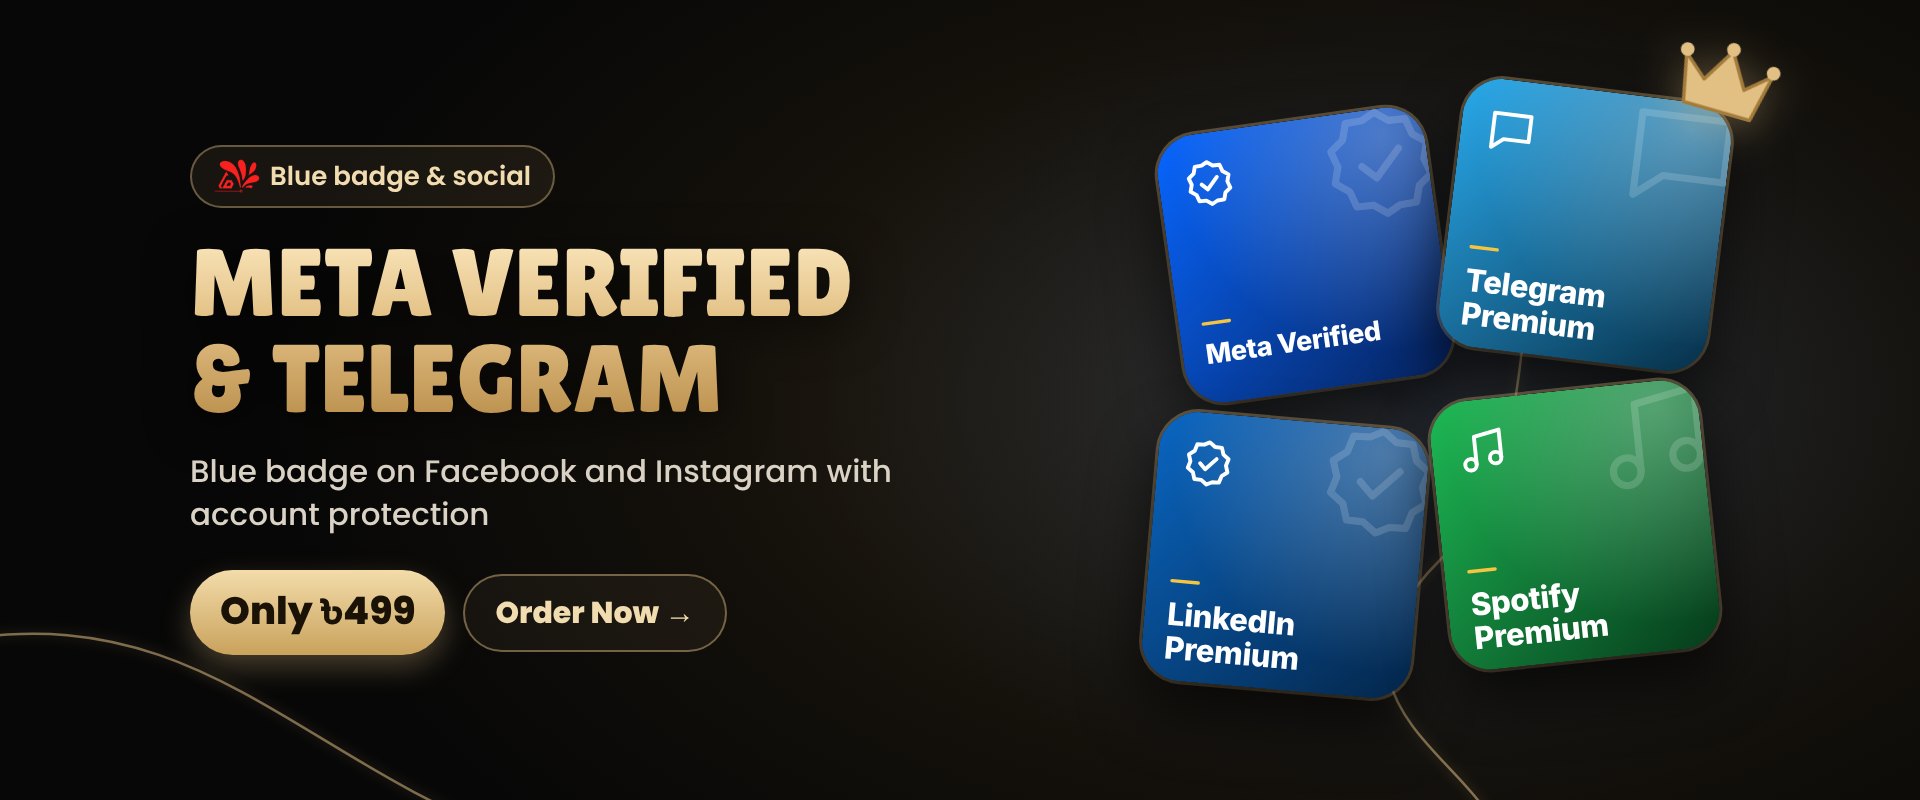 Blue badge & social
META VERIFIED
& TELEGRAM
Blue badge on Facebook and Instagram with
account protection
Only ৳499
Order Now →
Meta Verified
Telegram
Premium
LinkedIn
Premium
Spotify
Premium